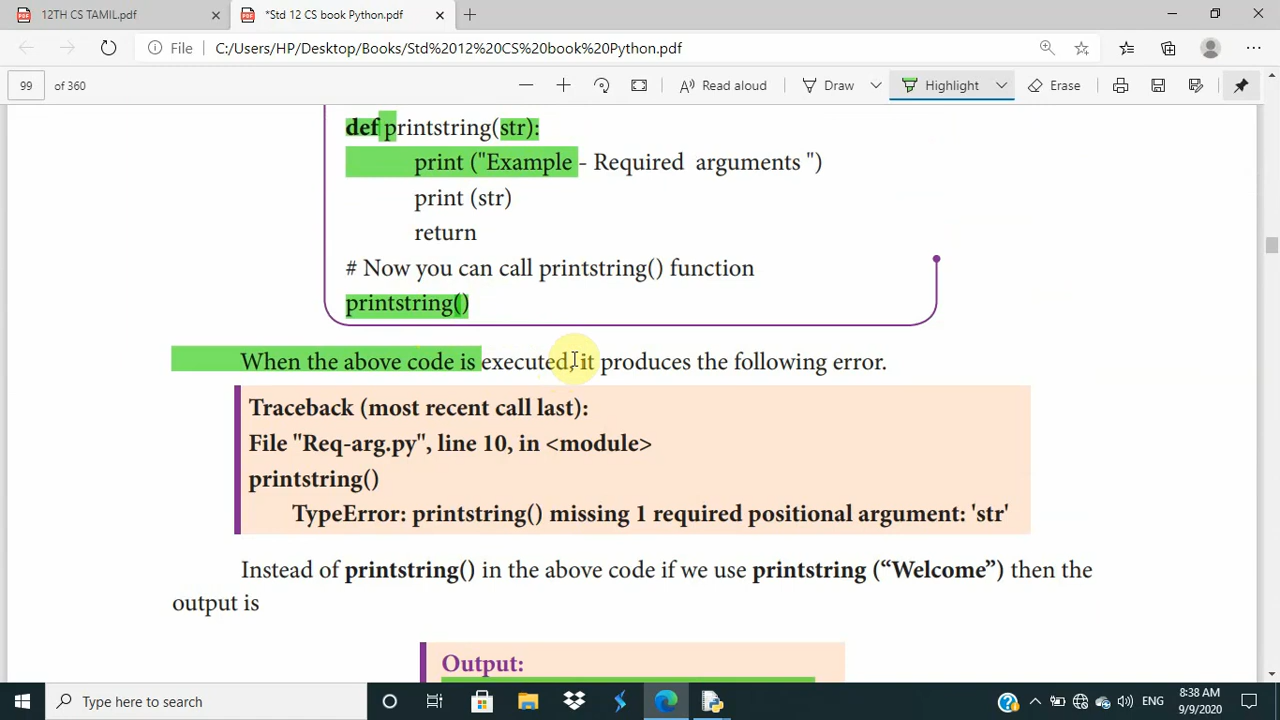 12TH CS TAMIL.pdf
*Std 12 CS book Python.pdf
File
C:/Users/HP/Desktop/Books/Std%2012%20CS%20book%20Python.pdf
99 of 360
Read aloud
Draw
Highlight
Erase
def printstring(str):
print ("Example - Required arguments ")
print (str)
return
# Now you can call printstring() function
printstring()
When the above code is executed, it produces the following error.
Traceback (most recent call last):
File "Req-arg.py", line 10, in <module>
printstring()
TypeError: printstring() missing 1 required positional argument: 'str'
Instead of printstring() in the above code if we use printstring (“Welcome”) then the
output is
Output:
Type here to search
ENG
8:38 AM
9/9/2020